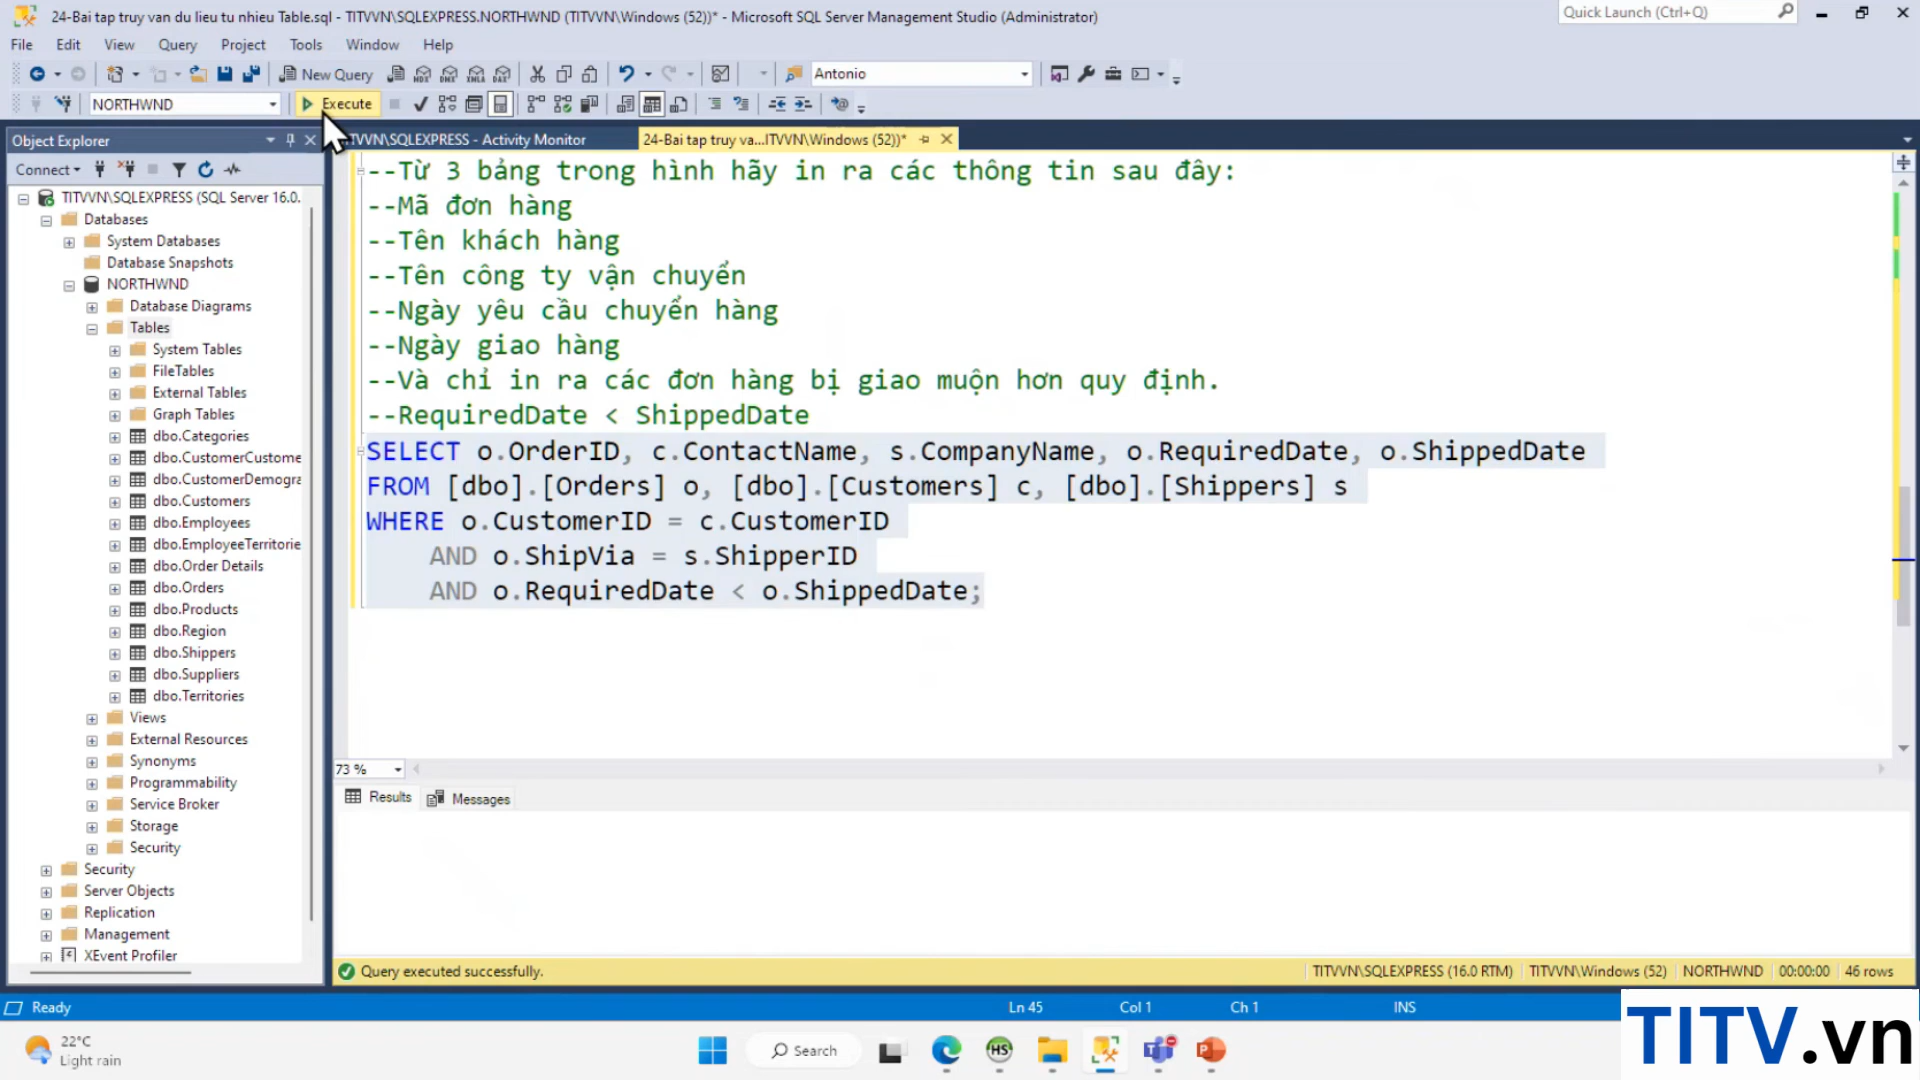 24-Bai tap truy van du lieu tu nhieu Table.sql - TITVVN\SQLEXPRESS.NORTHWND (TITVVN\Windows (52))* - Microsoft SQL Server Management Studio (Administrator)
Quick Launch (Ctrl+Q)
File Edit View Query Project Tools Window Help
New Query
Antonio
NORTHWND
Execute
Object Explorer
TVVN\SQLEXPRESS - Activity Monitor
24-Bai tap truy va...ITVVN\Windows (52))*
Connect
TITVVN\SQLEXPRESS (SQL Server 16.0.
Databases
System Databases
Database Snapshots
NORTHWND
Database Diagrams
Tables
System Tables
FileTables
External Tables
Graph Tables
dbo.Categories
dbo.CustomerCustome
dbo.CustomerDemogra
dbo.Customers
dbo.Employees
dbo.EmployeeTerritorie
dbo.Order Details
dbo.Orders
dbo.Products
dbo.Region
dbo.Shippers
dbo.Suppliers
dbo.Territories
Views
External Resources
Synonyms
Programmability
Service Broker
Storage
Security
Security
Server Objects
Replication
Management
XEvent Profiler
--Từ 3 bảng trong hình hãy in ra các thông tin sau đây:
--Mã đơn hàng
--Tên khách hàng
--Tên công ty vận chuyển
--Ngày yêu cầu chuyển hàng
--Ngày giao hàng
--Và chỉ in ra các đơn hàng bị giao muộn hơn quy định.
--RequiredDate < ShippedDate
SELECT o.OrderID, c.ContactName, s.CompanyName, o.RequiredDate, o.ShippedDate
FROM [dbo].[Orders] o, [dbo].[Customers] c, [dbo].[Shippers] s
WHERE o.CustomerID = c.CustomerID
AND o.ShipVia = s.ShipperID
AND o.RequiredDate < o.ShippedDate;
73 %
Results Messages
Query executed successfully.
TITVVN\SQLEXPRESS (16.0 RTM) TITVVN\Windows (52) NORTHWND 00:00:00 46 rows
Ready
Ln 45 Col 1 Ch 1 INS
22°C
Light rain
Search
TITV.vn